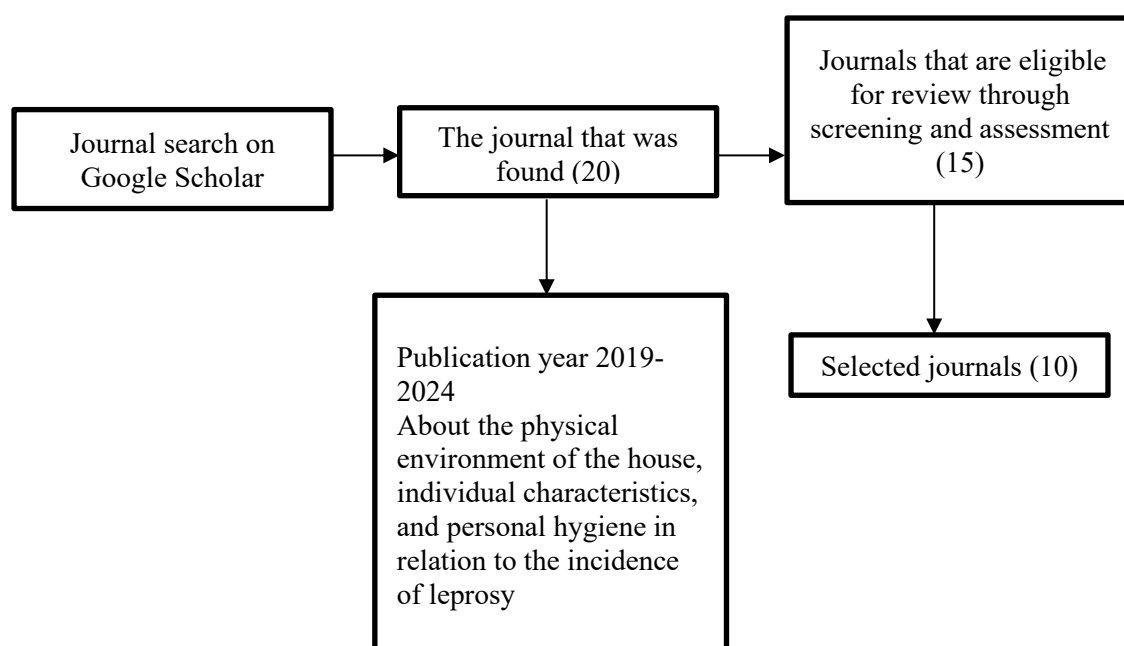 Journal search on
Google Scholar
The journal that was
found (20)
Journals that are eligible
for review through
screening and assessment
(15)
Publication year 2019-
2024
About the physical
environment of the house,
individual characteristics,
and personal hygiene in
relation to the incidence
of leprosy
Selected journals (10)